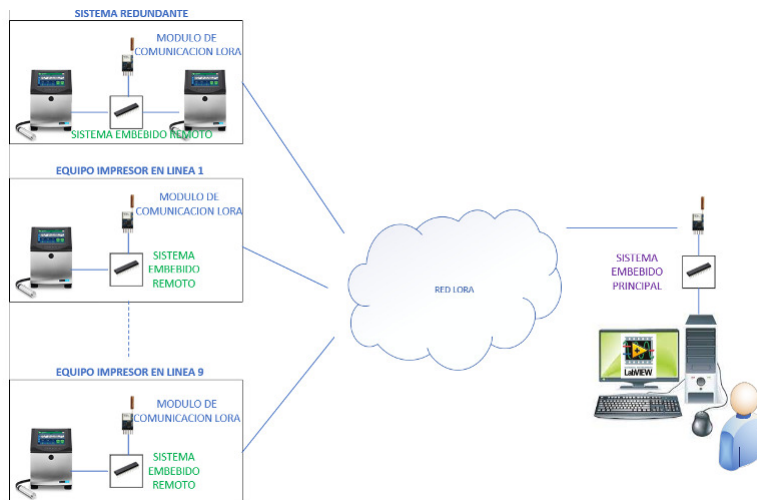 SISTEMA REDUNDANTE
MODULO DE
COMUNICACION LORA
SISTEMA EMBEBIDO REMOTO
EQUIPO IMPRESOR EN LINEA 1
MODULO DE
COMUNICACION LORA
SISTEMA
EMBEBIDO
REMOTO
EQUIPO IMPRESOR EN LINEA 9
MODULO DE
COMUNICACION LORA
SISTEMA
EMBEBIDO
REMOTO
RED LORA
SISTEMA
EMBEBIDO
PRINCIPAL
LabVIEW